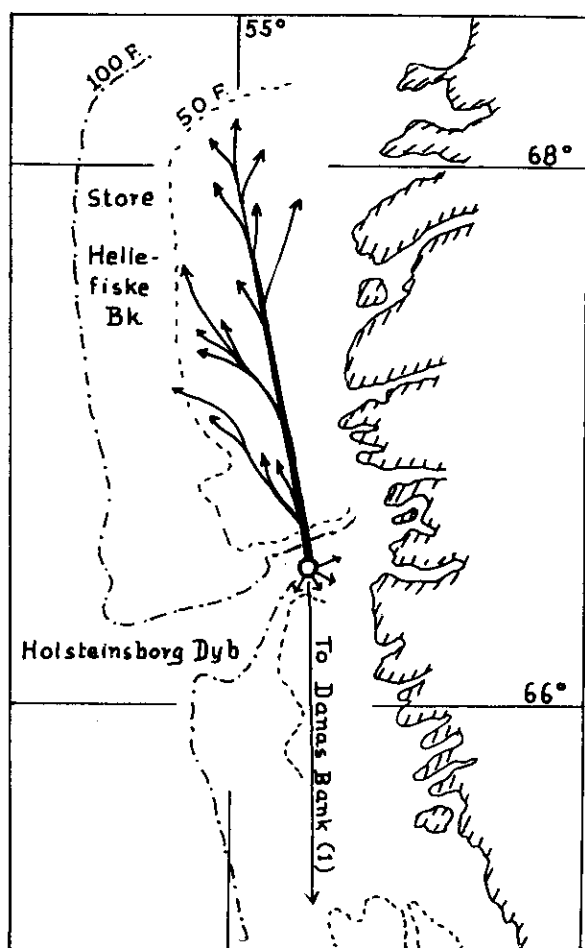 55°
100 F.
50 F.
68°
Store
Helle-
fiske
Bk
Holsteinsborg Dyb
66°
To Danas Bank (1)